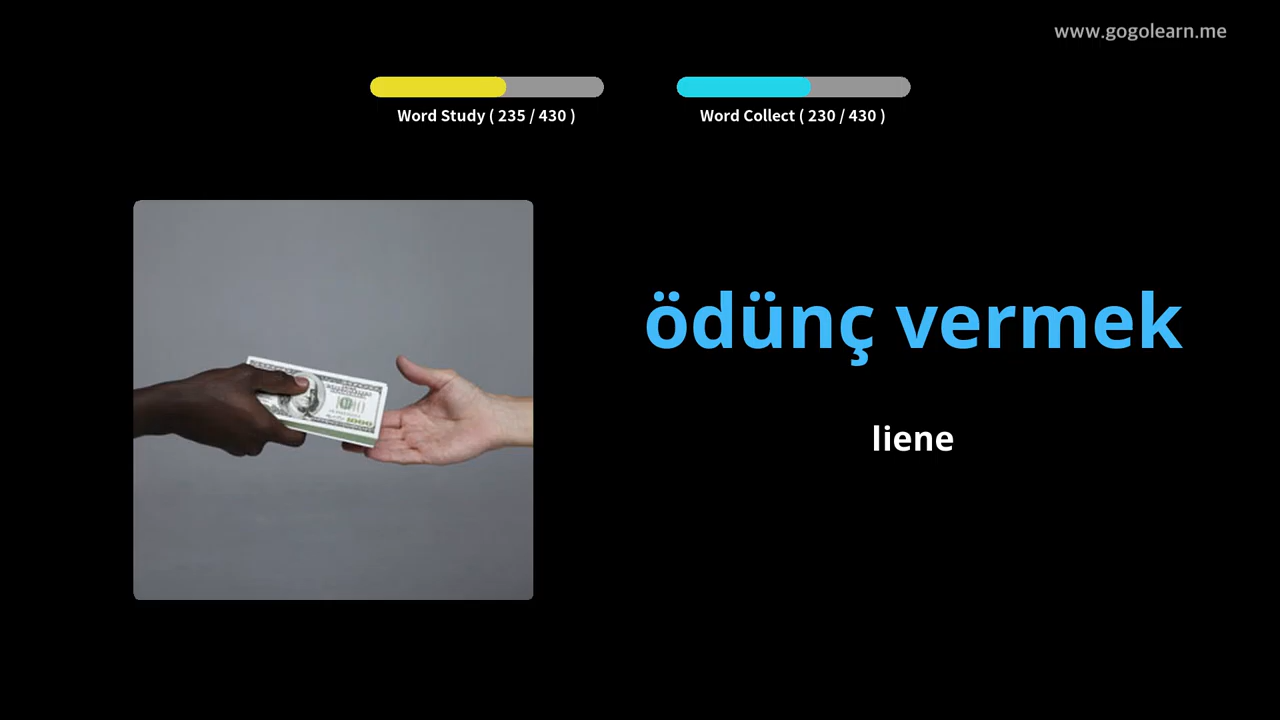 www.gogolearn.me
Word Study ( 235 / 430 )
Word Collect ( 230 / 430 )
ödünç vermek
liene